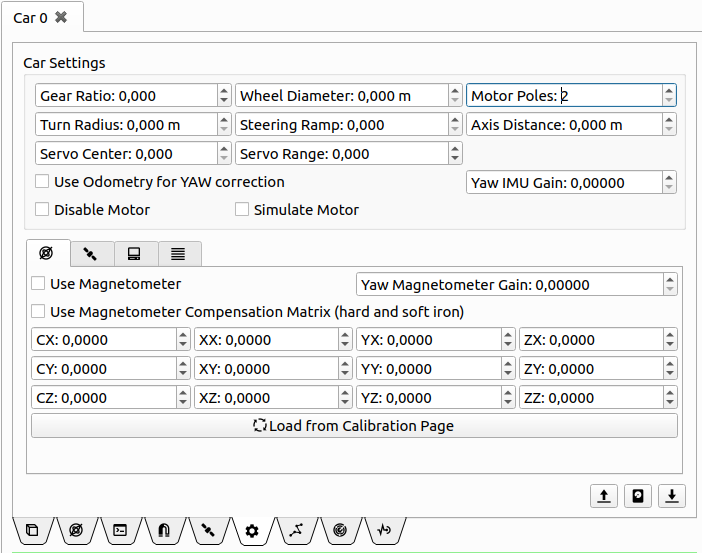 Car 0
Car Settings
Gear Ratio: 0,000 Wheel Diameter: 0,000 m Motor Poles: 2
Turn Radius: 0,000 m Steering Ramp: 0,000 Axis Distance: 0,000 m
Servo Center: 0,000 Servo Range: 0,000
Use Odometry for YAW correction Yaw IMU Gain: 0,00000
Disable Motor Simulate Motor
Use Magnetometer Yaw Magnetometer Gain: 0,00000
Use Magnetometer Compensation Matrix (hard and soft iron)
CX: 0,0000 XX: 0,0000 YX: 0,0000 ZX: 0,0000
CY: 0,0000 XY: 0,0000 YY: 0,0000 ZY: 0,0000
CZ: 0,0000 XZ: 0,0000 YZ: 0,0000 ZZ: 0,0000
Load from Calibration Page